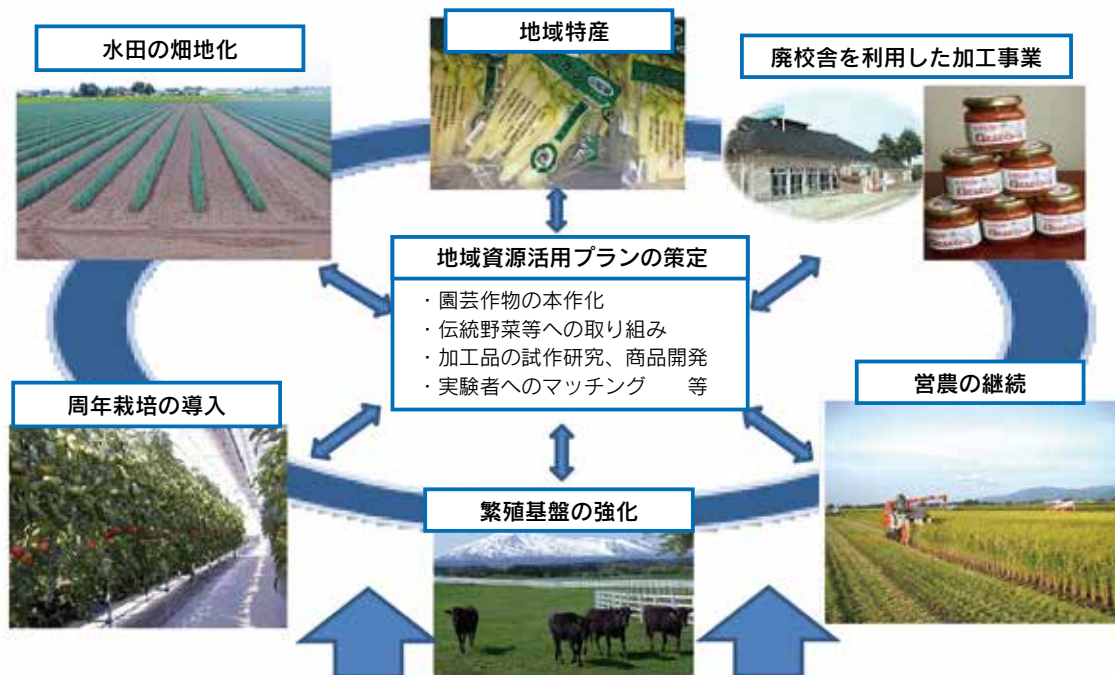 地域特産
水田の畑地化
廃校舎を利用した加工事業
地域資源活用プランの策定
・園芸作物の本作化
・伝統野菜等への取り組み
・加工品の試作研究、商品開発
・実験者へのマッチング　　等
周年栽培の導入
営農の継続
繁殖基盤の強化